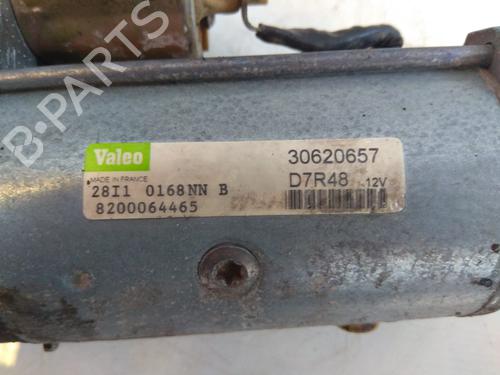 B-PARTS
Valeo
MADE IN FRANCE
28I1 0168NN B
8200064465
30620657
D7R48 12V